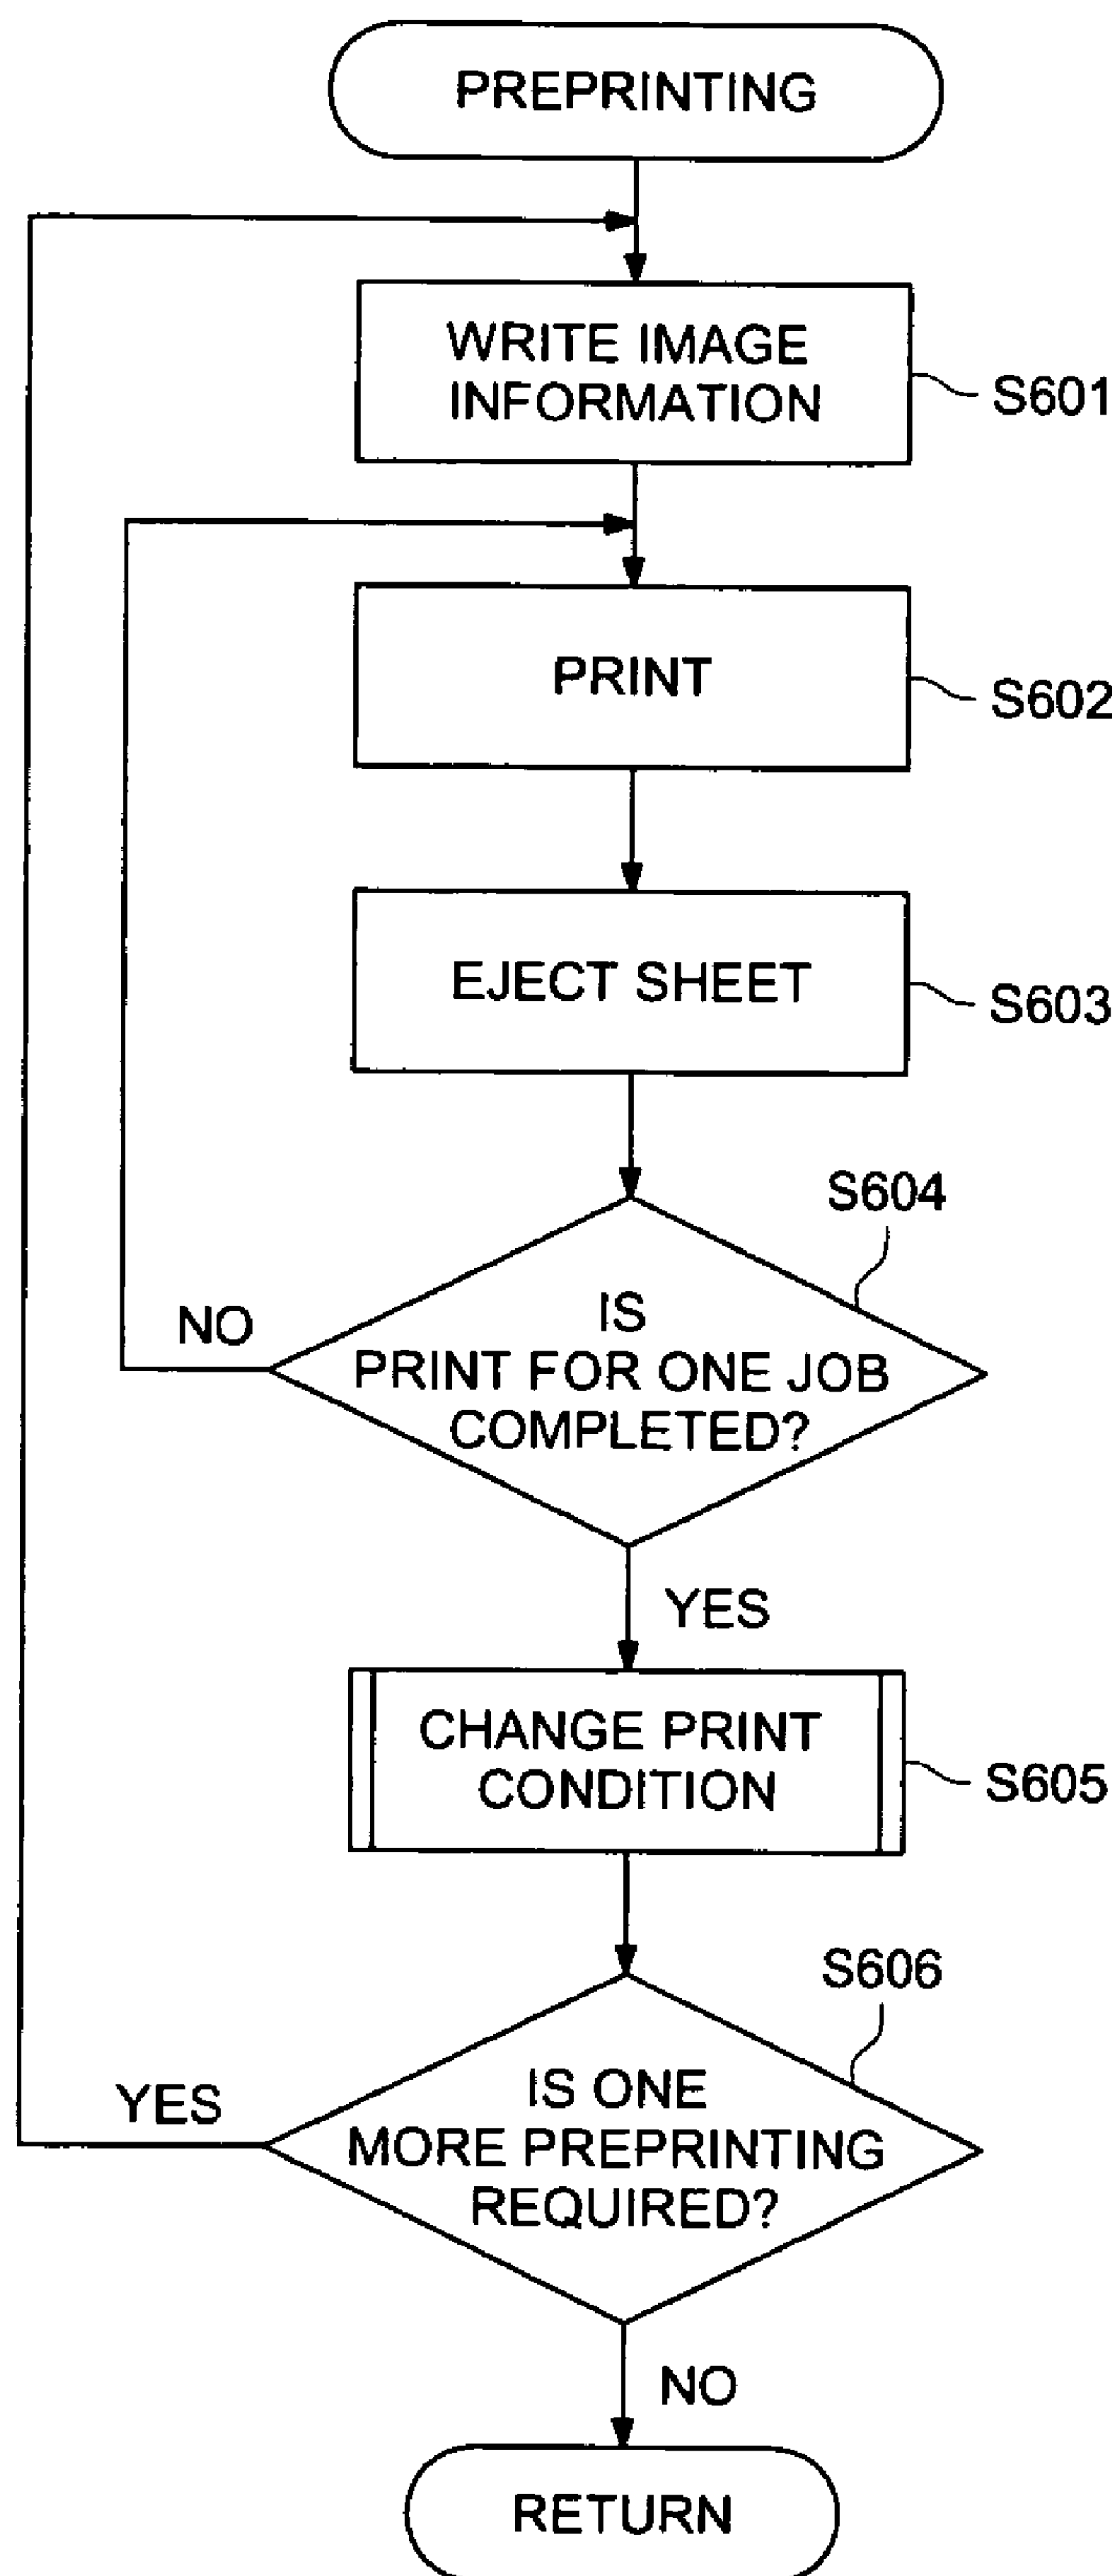 PREPRINTING
WRITE IMAGE
INFORMATION
S601
PRINT
S602
EJECT SHEET
S603
S604
IS
PRINT FOR ONE JOB
COMPLETED?
NO
YES
CHANGE PRINT
CONDITION
S605
S606
IS ONE
MORE PREPRINTING
REQUIRED?
YES
NO
RETURN